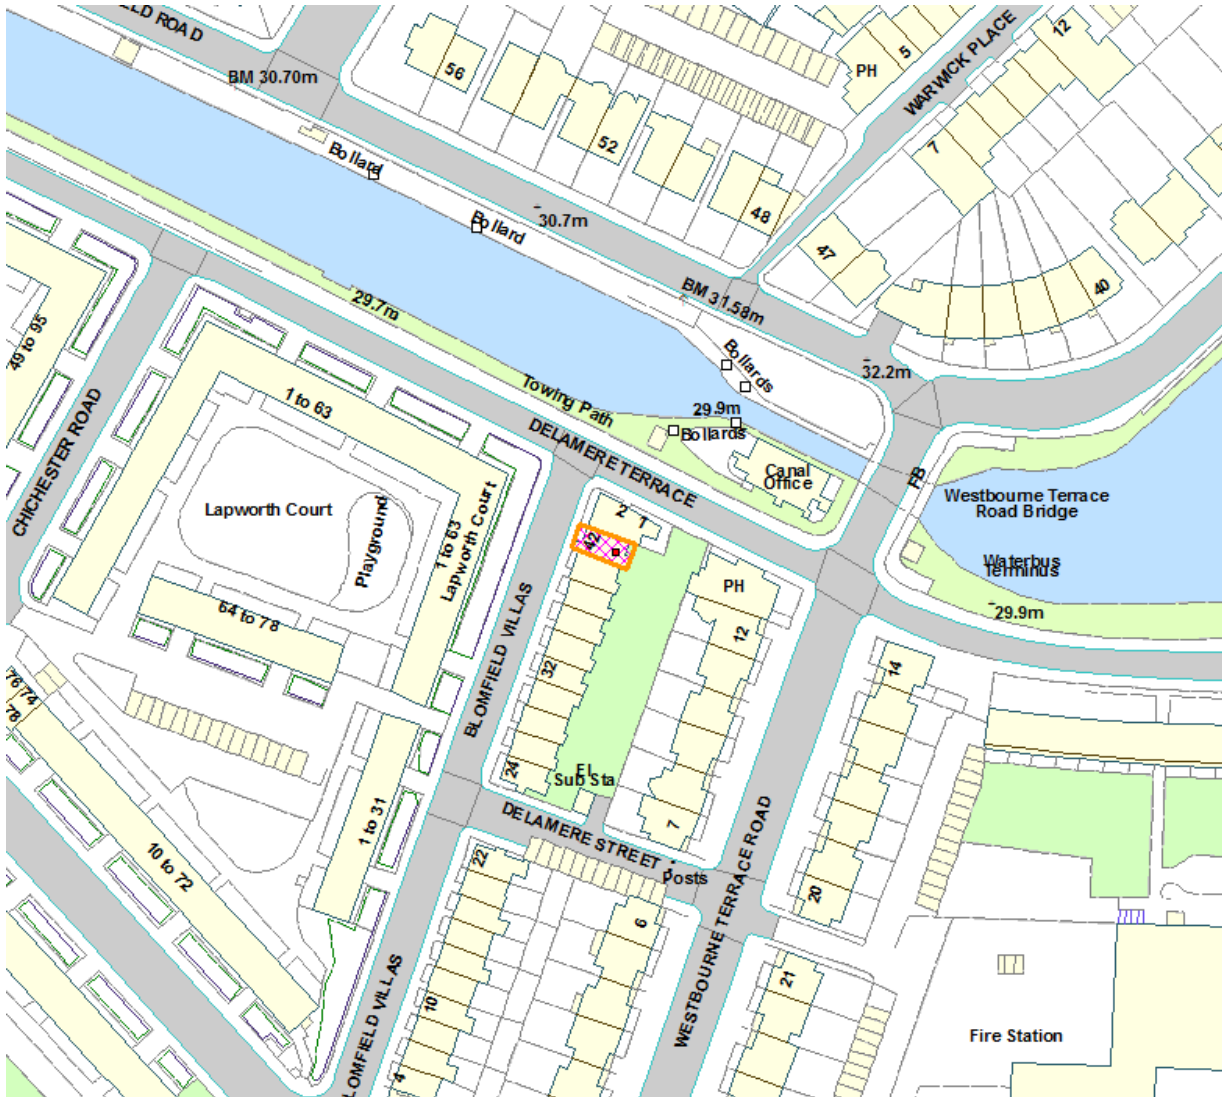 FIELD ROAD
BM 30.70m
56
52
48
PH
5
12
WARWICK PLACE
7
Bollard
Bollard
30.7m
47
40
BM 31.58m
29.7m
Bollards
32.2m
49 to 95
1 to 63
Towing Path
29.9m
Bollards
DELAMERE TERRACE
Canal
Office
FB
Westbourne Terrace
Road Bridge
CHICHESTER ROAD
Lapworth Court
Playground
1 to 63
Lapworth Court
2
1
42
Waterbus
Terminus
29.9m
PH
64 to 78
BLOMFIELD VILLAS
32
12
14
76
74
78
24
El
Sub Sta
7
1 to 31
DELAMERE STREET
Posts
10 to 72
22
6
20
WESTBOURNE TERRACE ROAD
21
10
4
LOMFIELD VILLAS
Fire Station